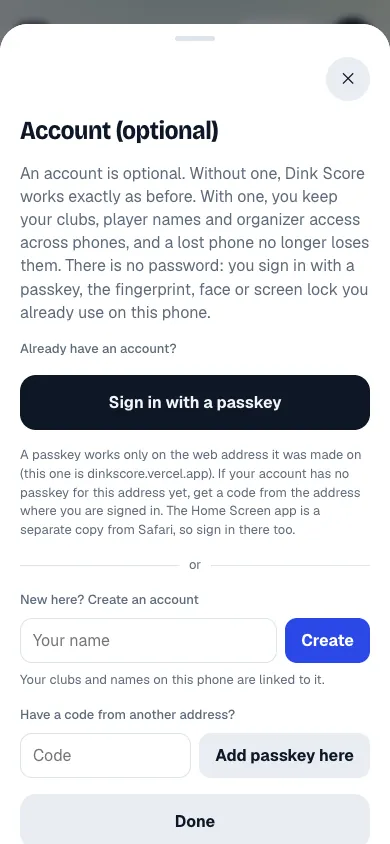 Account (optional)
An account is optional. Without one, Dink Score
works exactly as before. With one, you keep
your clubs, player names and organizer access
across phones, and a lost phone no longer loses
them. There is no password: you sign in with a
passkey, the fingerprint, face or screen lock you
already use on this phone.
Already have an account?
Sign in with a passkey
A passkey works only on the web address it was made on
(this one is dinkscore.vercel.app). If your account has no
passkey for this address yet, get a code from the address
where you are signed in. The Home Screen app is a
separate copy from Safari, so sign in there too.
or
New here? Create an account
Your name
Create
Your clubs and names on this phone are linked to it.
Have a code from another address?
Code
Add passkey here
Done